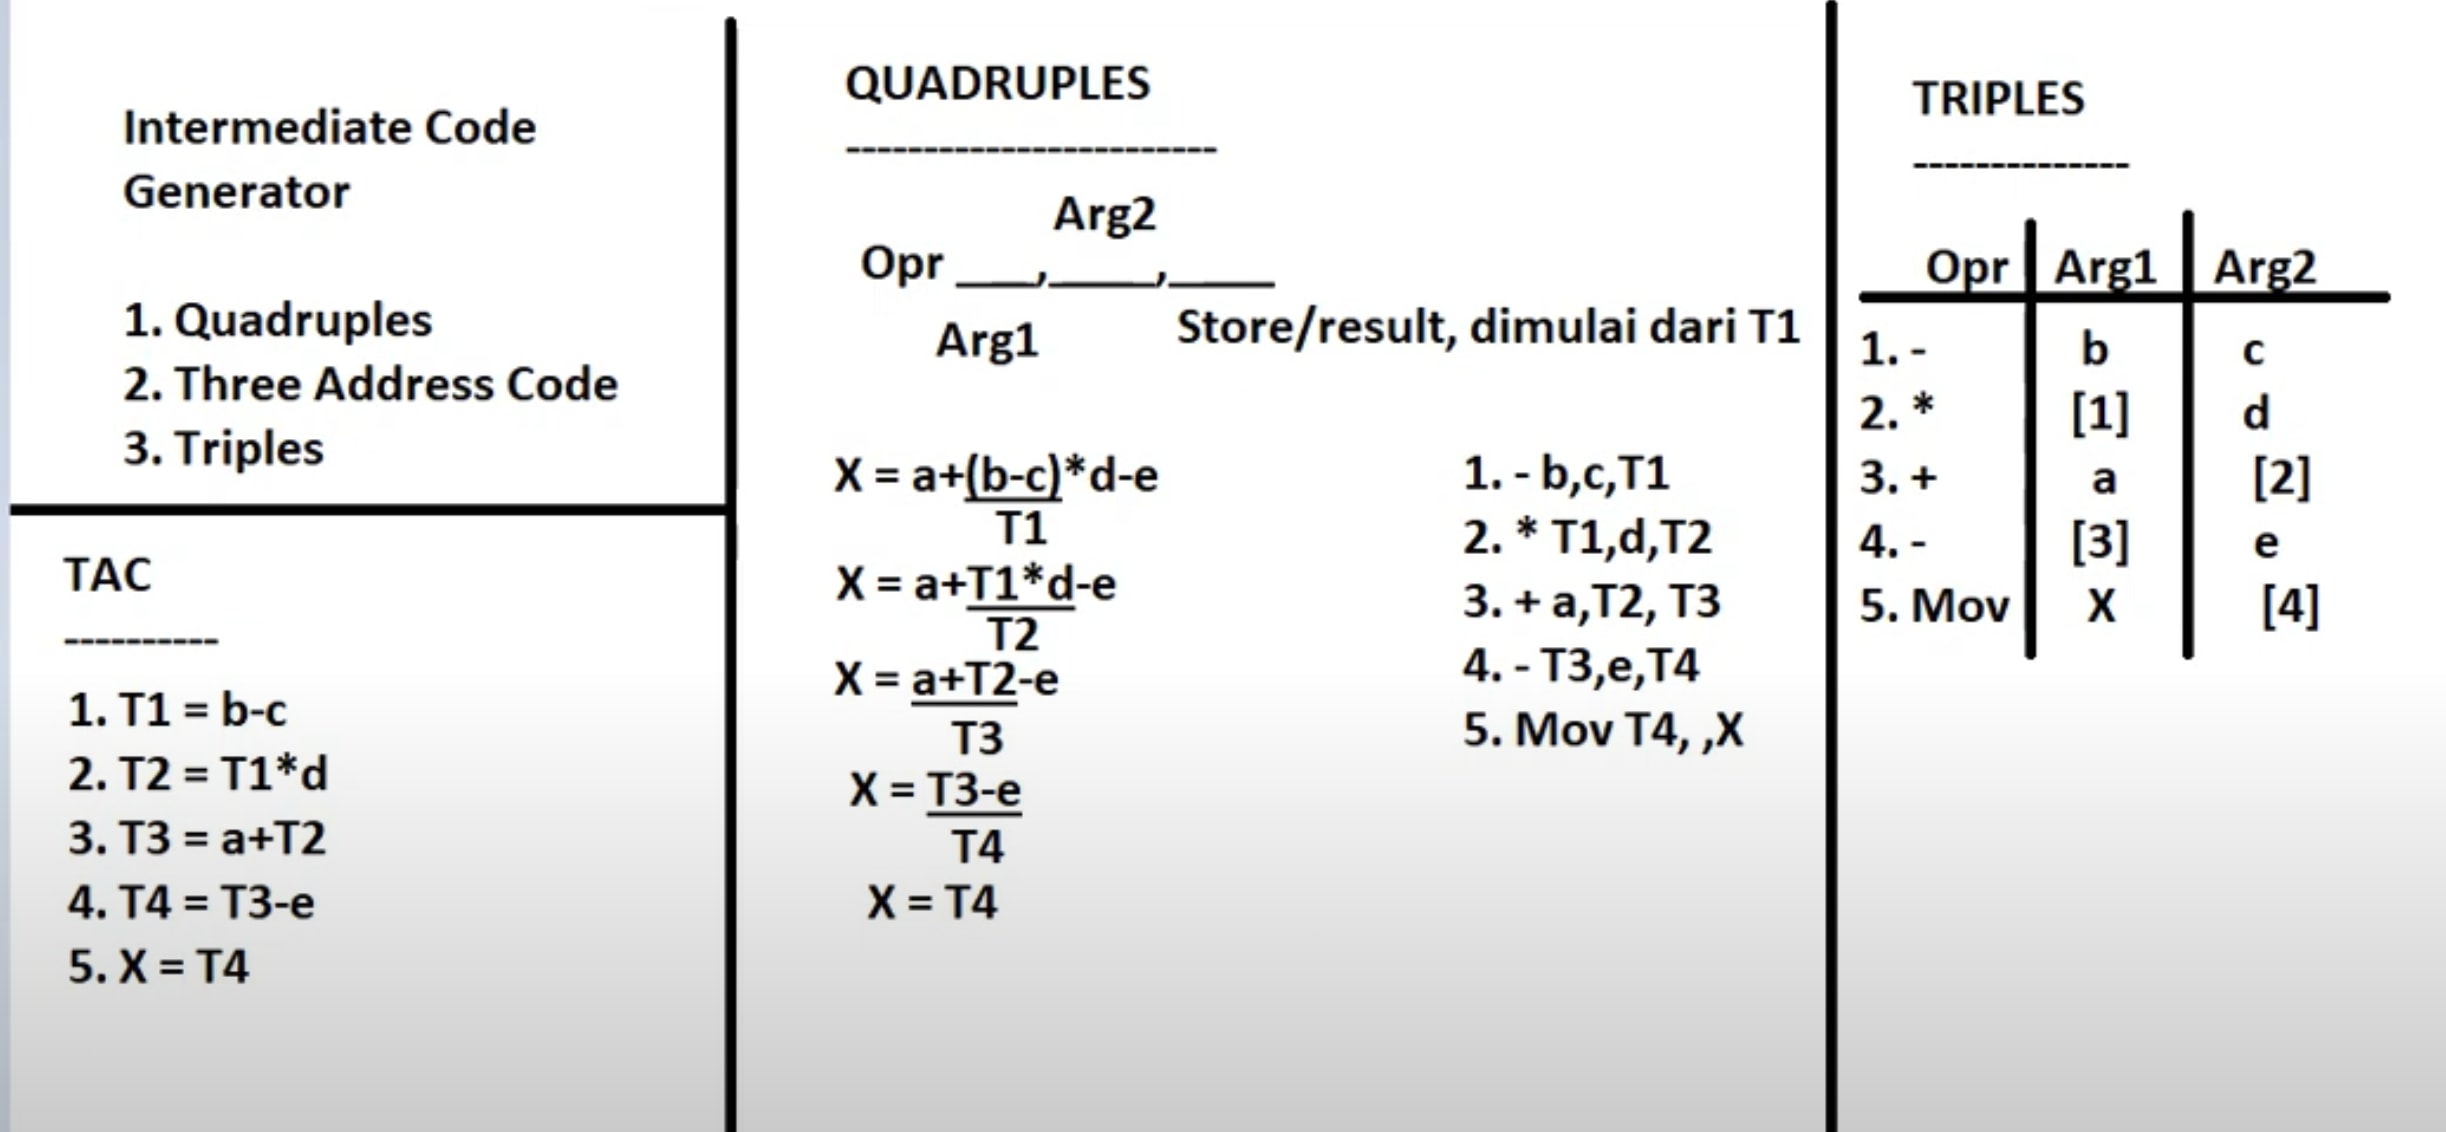 Intermediate Code
Generator
1. Quadruples
2. Three Address Code
3. Triples
TAC
----------
1. T1 = b-c
2. T2 = T1*d
3. T3 = a+T2
4. T4 = T3-e
5. X = T4
QUADRUPLES
------------------------
Arg2
Opr ___,____,____
Arg1
Store/result, dimulai dari T1
X = a+(b-c)*d-e
T1
X = a+T1*d-e
T2
X = a+T2-e
T3
X = T3-e
T4
X = T4
1. - b,c,T1
2. * T1,d,T2
3. + a,T2, T3
4. - T3,e,T4
5. Mov T4, ,X
TRIPLES
--------------
Opr Arg1 Arg2
1. - b c
2. * [1] d
3. + a [2]
4. - [3] e
5. Mov X [4]